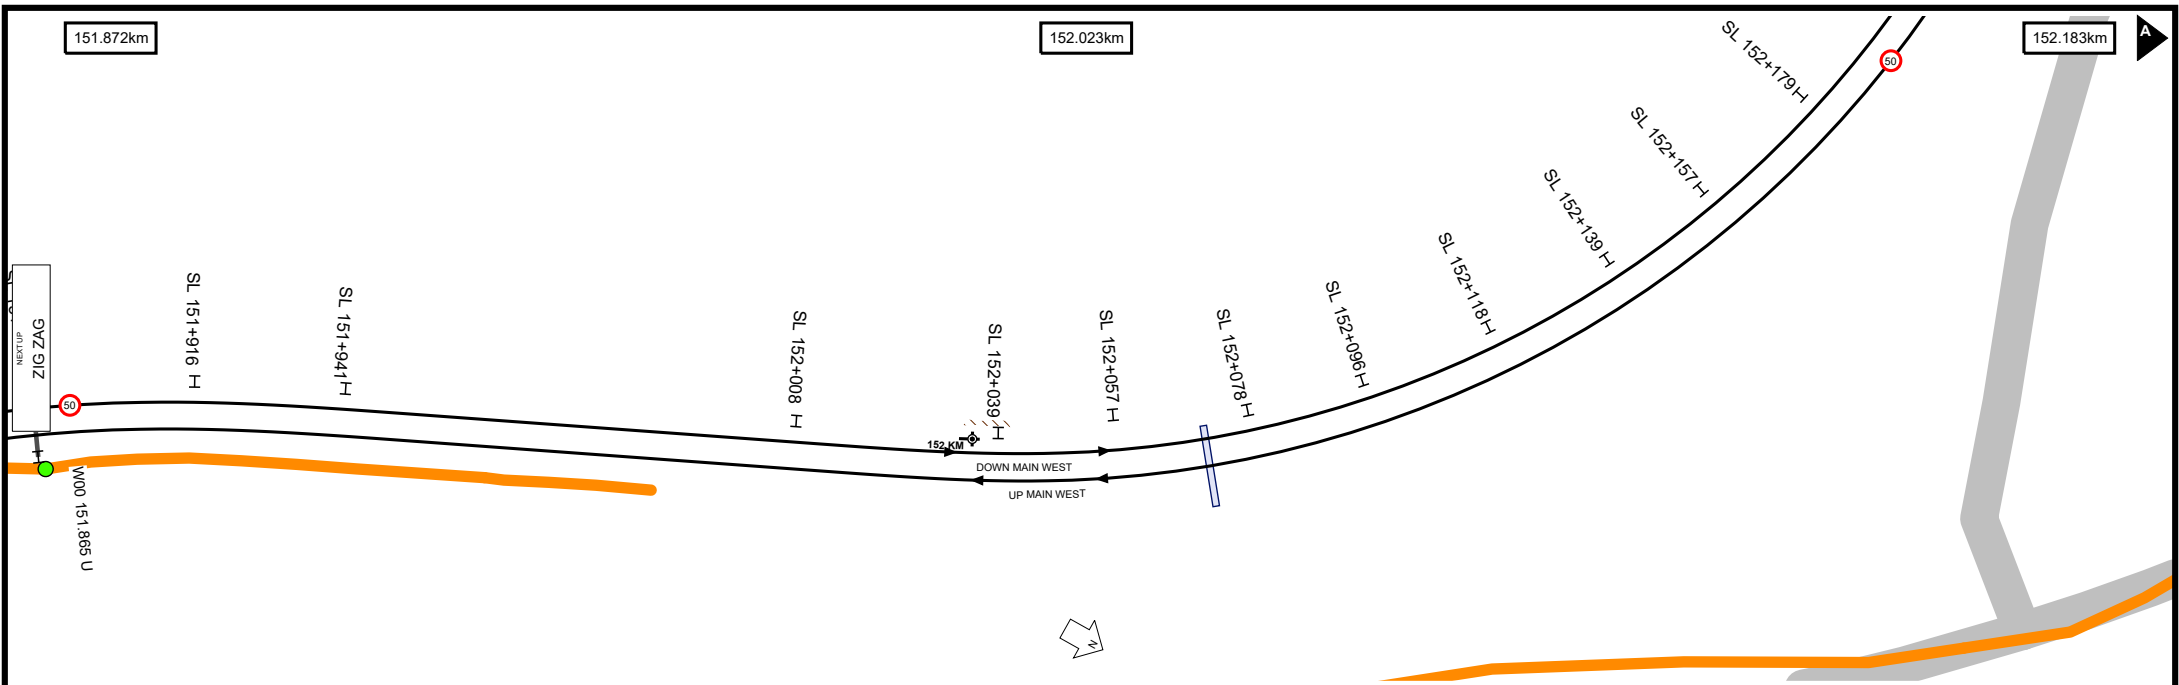 151.872km
152.023km
152.183km
A
SL 152+179
50
SL 152+157
SL 152+139
SL 152+118
SL 152+096
SL 152+078
SL 152+057
SL 152+039
SL 152+008
SL 151+941
SL 151+916
NEXT UP
ZIG ZAG
50
152 KM
DOWN MAIN WEST
UP MAIN WEST
W00 151.865 U
N